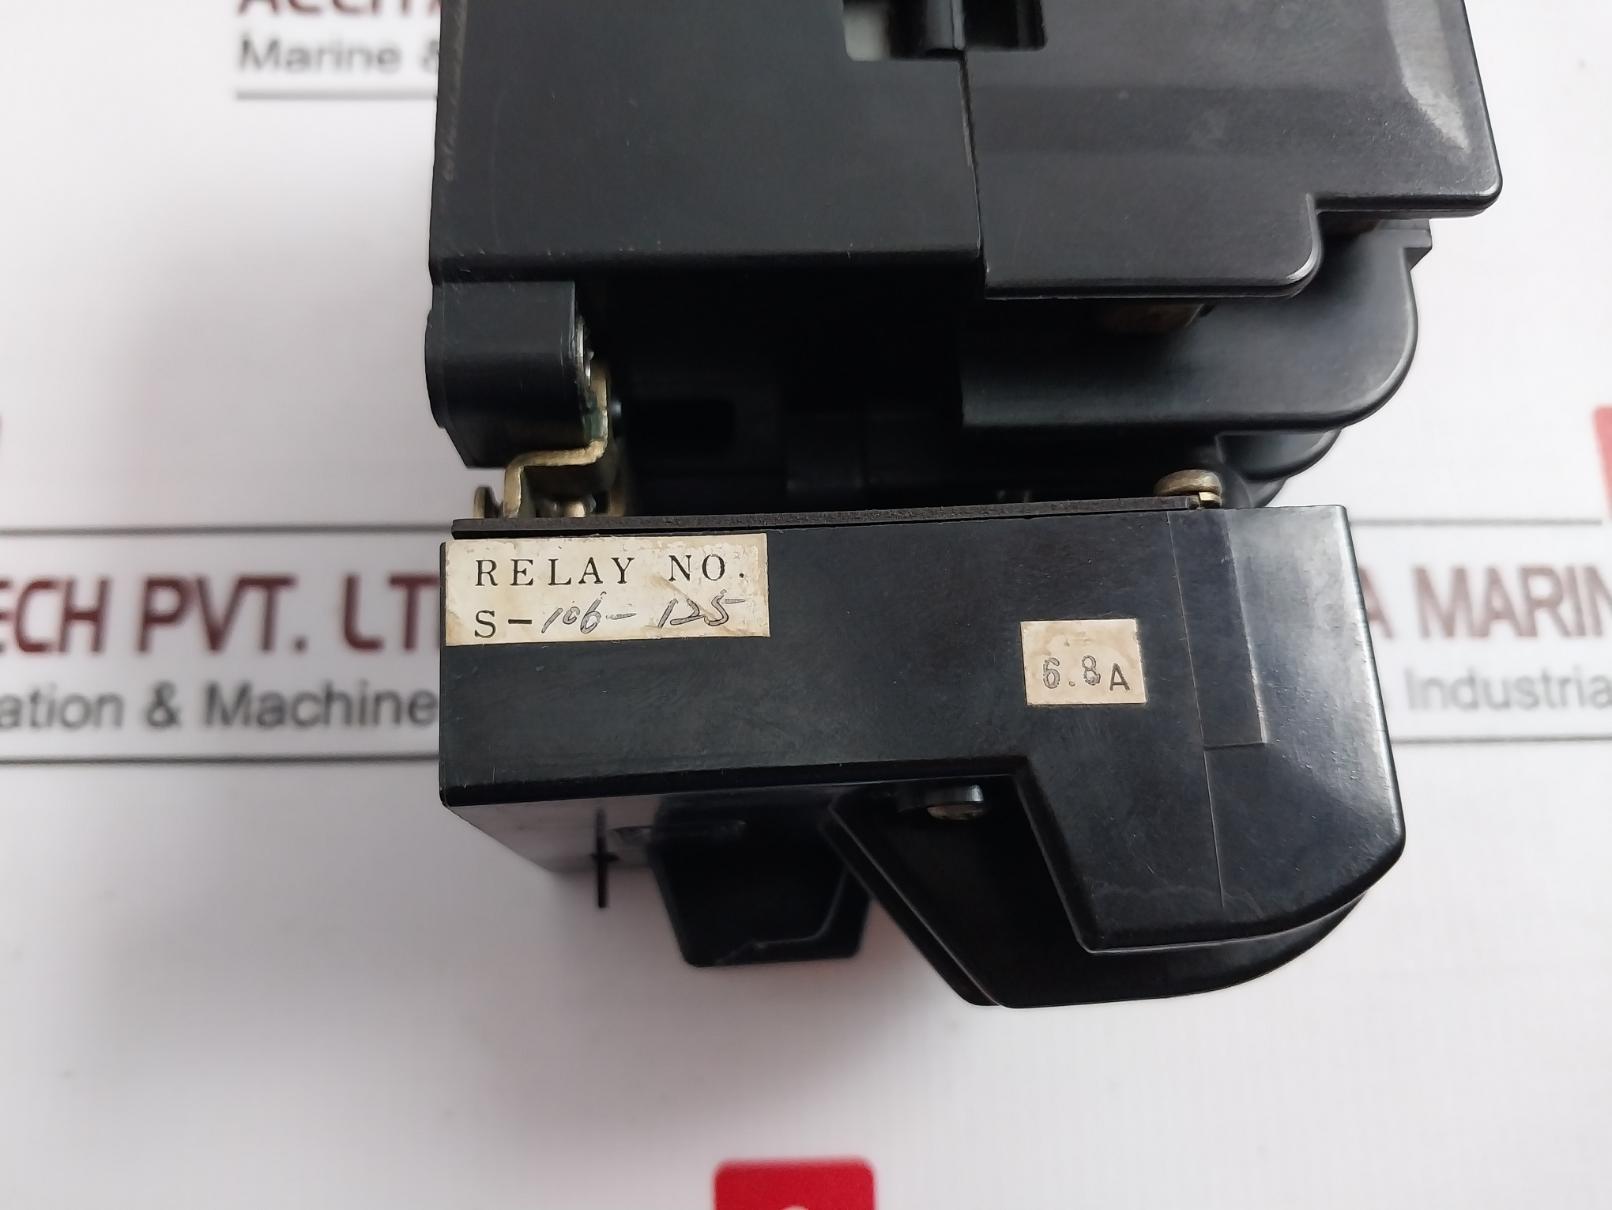 Marine &
RELAY NO.
S-106-125
6.8A
ECH PVT. LT
A MARIN
ation & Machine
Industria